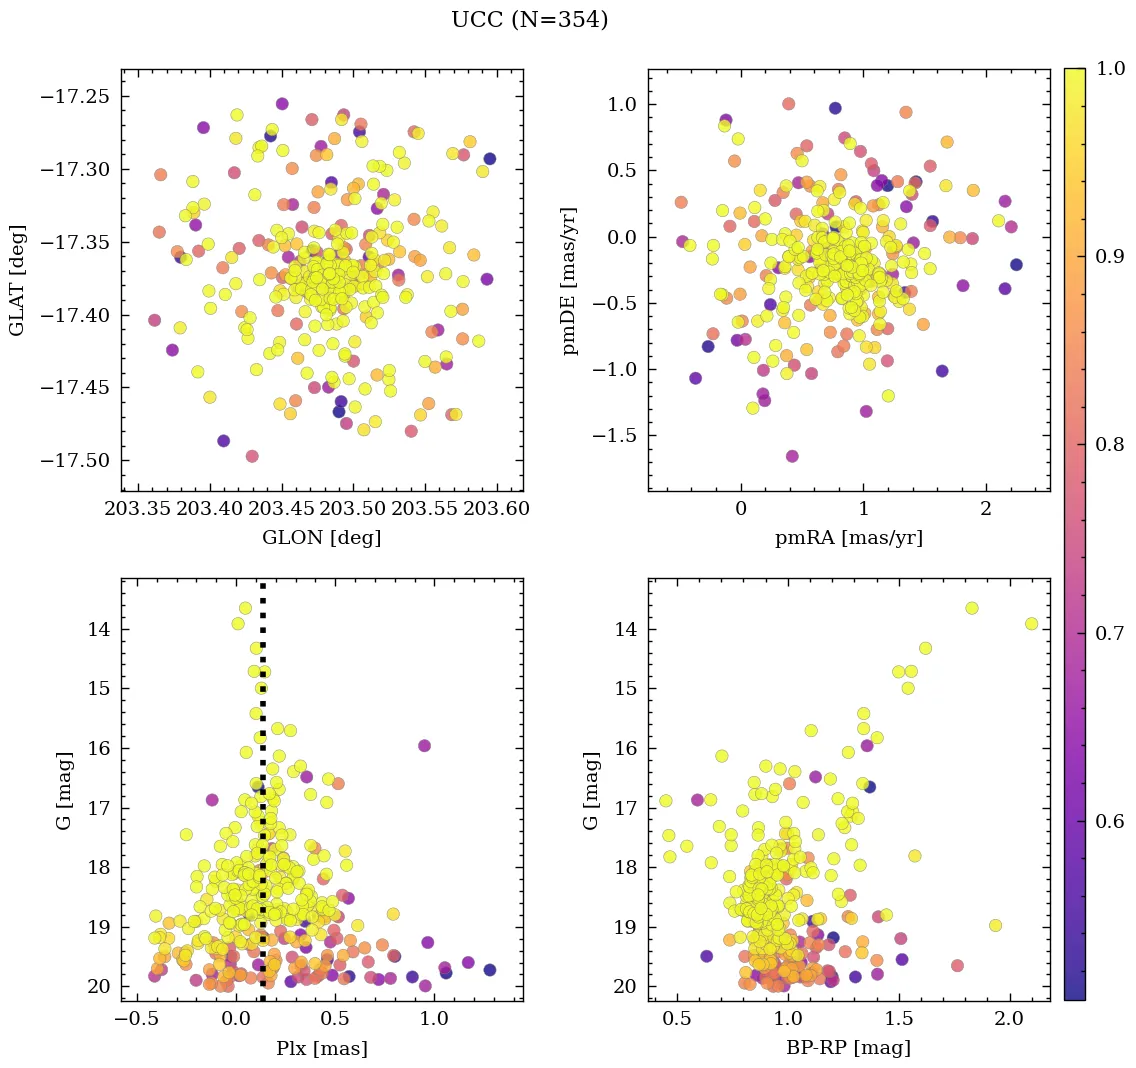 UCC (N=354)
−17.25
−17.30
−17.35
−17.40
−17.45
−17.50
GLAT [deg]
203.35 203.40 203.45 203.50 203.55 203.60
GLON [deg]
1.0
0.5
0.0
−0.5
−1.0
−1.5
pmDE [mas/yr]
0 1 2
pmRA [mas/yr]
14
15
16
17
18
19
20
G [mag]
−0.5 0.0 0.5 1.0
Plx [mas]
14
15
16
17
18
19
20
G [mag]
0.5 1.0 1.5 2.0
BP-RP [mag]
1.0
0.9
0.8
0.7
0.6